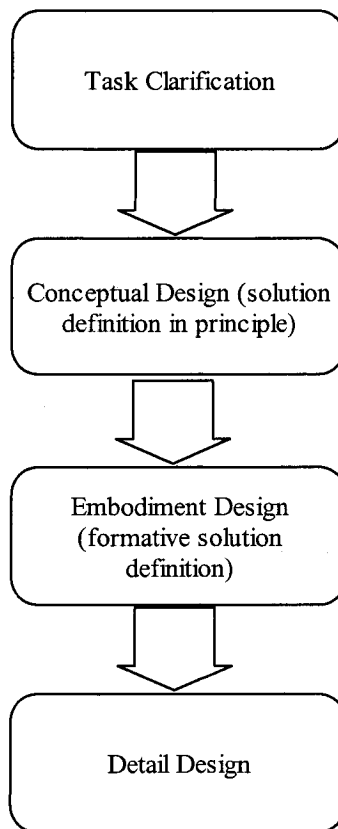 Task Clarification
Conceptual Design (solution
definition in principle)
Embodiment Design
(formative solution
definition)
Detail Design